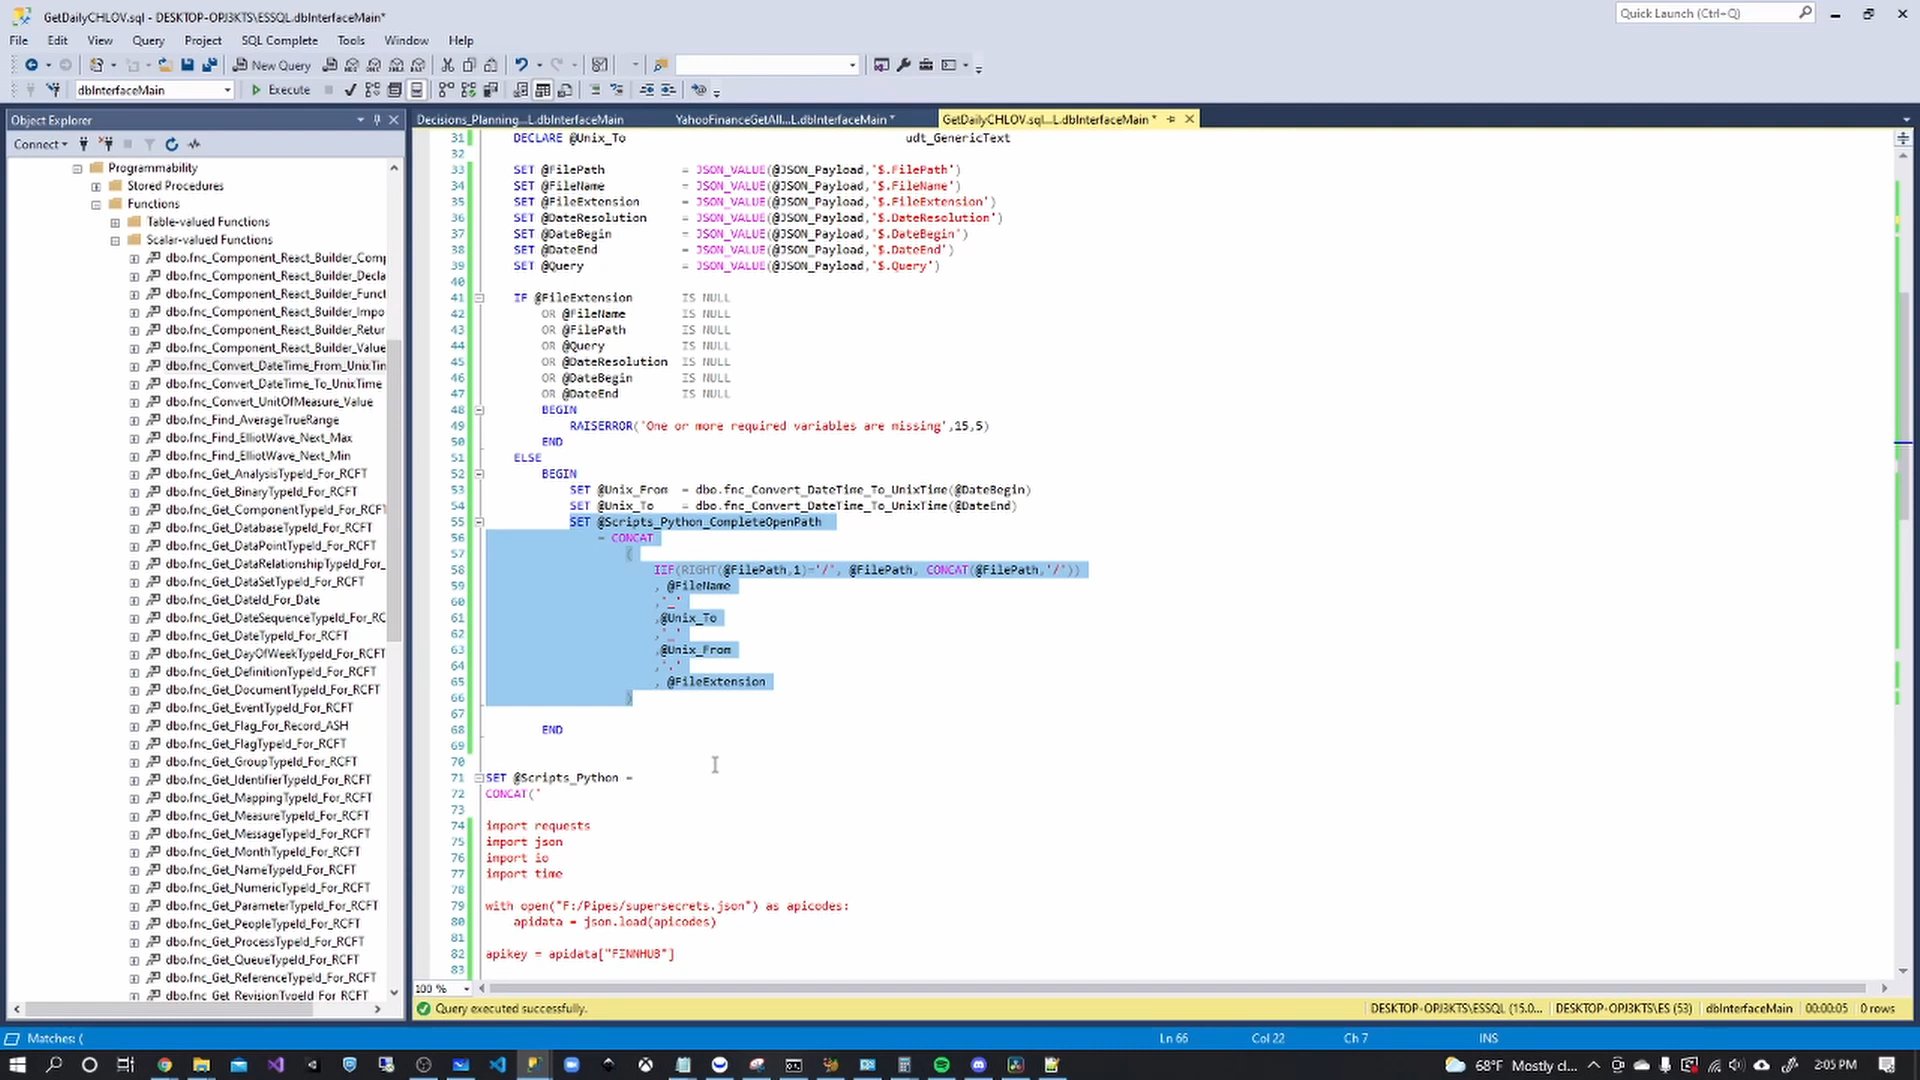 GetDailyCHLOV.sql - DESKTOP-OPJ3KTS\ESSQL.dbInterfaceMain*
Quick Launch (Ctrl+Q)
File Edit View Query Project SQL Complete Tools Window Help
New Query
dbInterfaceMain
Execute
Object Explorer
Decisions_Planning...L.dbInterfaceMain
YahooFinanceGetAll...L.dbInterfaceMain *
GetDailyCHLOV.sql...L.dbInterfaceMain *
Connect
Programmability
Stored Procedures
Functions
Table-valued Functions
Scalar-valued Functions
dbo.fnc_Component_React_Builder_Comp
dbo.fnc_Component_React_Builder_Decla
dbo.fnc_Component_React_Builder_Funct
dbo.fnc_Component_React_Builder_Impo
dbo.fnc_Component_React_Builder_Retur
dbo.fnc_Component_React_Builder_Value
dbo.fnc_Convert_DateTime_From_UnixTim
dbo.fnc_Convert_DateTime_To_UnixTime
dbo.fnc_Convert_UnitOfMeasure_Value
dbo.fnc_Find_AverageTrueRange
dbo.fnc_Find_ElliotWave_Next_Max
dbo.fnc_Find_ElliotWave_Next_Min
dbo.fnc_Get_AnalysisTypeId_For_RCFT
dbo.fnc_Get_BinaryTypeId_For_RCFT
dbo.fnc_Get_ComponentTypeId_For_RCFT
dbo.fnc_Get_DatabaseTypeId_For_RCFT
dbo.fnc_Get_DataPointTypeId_For_RCFT
dbo.fnc_Get_DataRelationshipTypeId_For_
dbo.fnc_Get_DataSetTypeId_For_RCFT
dbo.fnc_Get_DateId_For_Date
dbo.fnc_Get_DateSequenceTypeId_For_RC
dbo.fnc_Get_DateTypeId_For_RCFT
dbo.fnc_Get_DayOfWeekTypeId_For_RCFT
dbo.fnc_Get_DefinitionTypeId_For_RCFT
dbo.fnc_Get_DocumentTypeId_For_RCFT
dbo.fnc_Get_EventTypeId_For_RCFT
dbo.fnc_Get_Flag_For_Record_ASH
dbo.fnc_Get_FlagTypeId_For_RCFT
dbo.fnc_Get_GroupTypeId_For_RCFT
dbo.fnc_Get_IdentifierTypeId_For_RCFT
dbo.fnc_Get_MappingTypeId_For_RCFT
dbo.fnc_Get_MeasureTypeId_For_RCFT
dbo.fnc_Get_MessageTypeId_For_RCFT
dbo.fnc_Get_MonthTypeId_For_RCFT
dbo.fnc_Get_NameTypeId_For_RCFT
dbo.fnc_Get_NumericTypeId_For_RCFT
dbo.fnc_Get_ParameterTypeId_For_RCFT
dbo.fnc_Get_PeopleTypeId_For_RCFT
dbo.fnc_Get_ProcessTypeId_For_RCFT
dbo.fnc_Get_QueueTypeId_For_RCFT
dbo.fnc_Get_ReferenceTypeId_For_RCFT
dbo.fnc_Get_RevisionTypeId_For_RCFT
31 DECLARE @Unix_To udt_GenericText
32
33 SET @FilePath = JSON_VALUE(@JSON_Payload,'$.FilePath')
34 SET @FileName = JSON_VALUE(@JSON_Payload,'$.FileName')
35 SET @FileExtension = JSON_VALUE(@JSON_Payload,'$.FileExtension')
36 SET @DateResolution = JSON_VALUE(@JSON_Payload,'$.DateResolution')
37 SET @DateBegin = JSON_VALUE(@JSON_Payload,'$.DateBegin')
38 SET @DateEnd = JSON_VALUE(@JSON_Payload,'$.DateEnd')
39 SET @Query = JSON_VALUE(@JSON_Payload,'$.Query')
40
41 IF @FileExtension IS NULL
42 OR @FileName IS NULL
43 OR @FilePath IS NULL
44 OR @Query IS NULL
45 OR @DateResolution IS NULL
46 OR @DateBegin IS NULL
47 OR @DateEnd IS NULL
48 BEGIN
49 RAISERROR('One or more required variables are missing',15,5)
50 END
51 ELSE
52 BEGIN
53 SET @Unix_From = dbo.fnc_Convert_DateTime_To_UnixTime(@DateBegin)
54 SET @Unix_To = dbo.fnc_Convert_DateTime_To_UnixTime(@DateEnd)
55 SET @Scripts_Python_CompleteOpenPath
56 = CONCAT
57 (
58 IIF(RIGHT(@FilePath,1)='/', @FilePath, CONCAT(@FilePath,'/'))
59 , @FileName
60 ,'_'
61 ,@Unix_To
62 ,'_'
63 ,@Unix_From
64 ,'.'
65 , @FileExtension
66 )
67
68 END
69
70
71 SET @Scripts_Python =
72 CONCAT('
73
74 import requests
75 import json
76 import io
77 import time
78
79 with open("F:/Pipes/supersecrets.json") as apicodes:
80 apidata = json.load(apicodes)
81
82 apikey = apidata["FINNHUB"]
83
100 %
Query executed successfully.
DESKTOP-OPJ3KTS\ESSQL (15.0... DESKTOP-OPJ3KTS\ES (53) dbInterfaceMain 00:00:05 0 rows
Matches: (
Ln 66 Col 22 Ch 7 INS
68°F Mostly cl...
2:05 PM